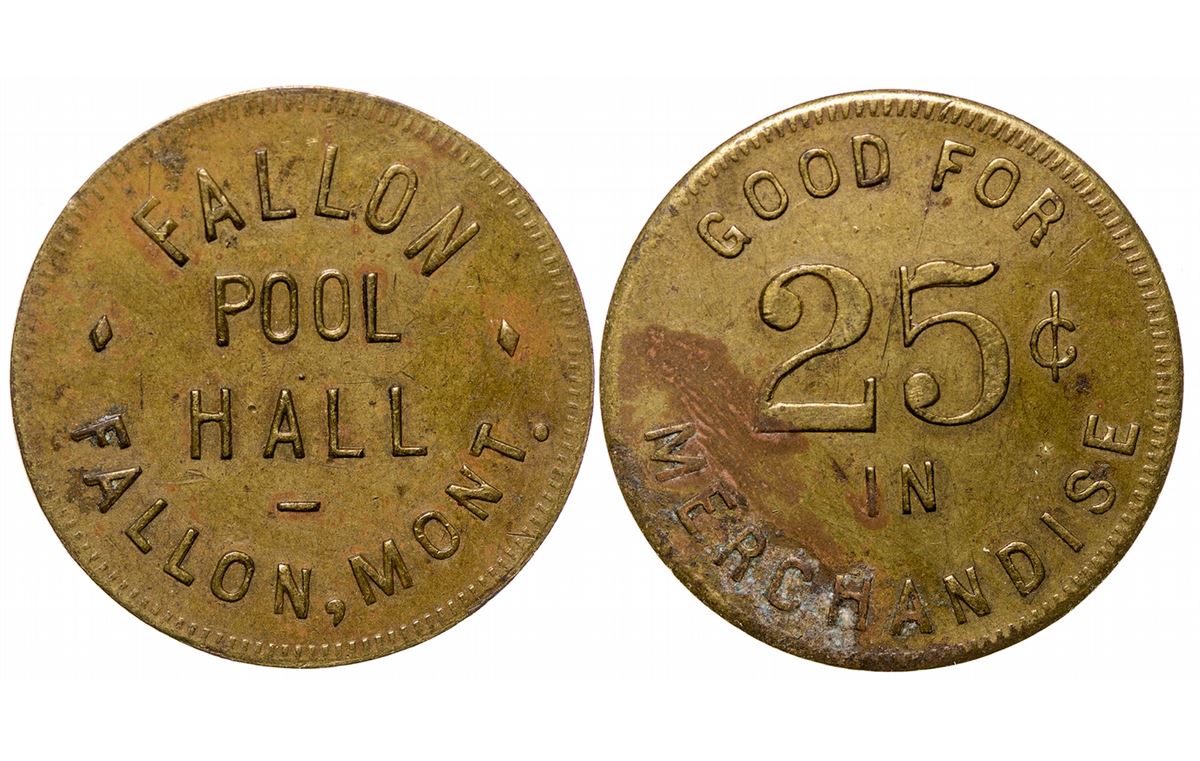 FALLON
POOL
HALL
FALLON, MONT.
GOOD FOR
25¢
IN
MERCHANDISE